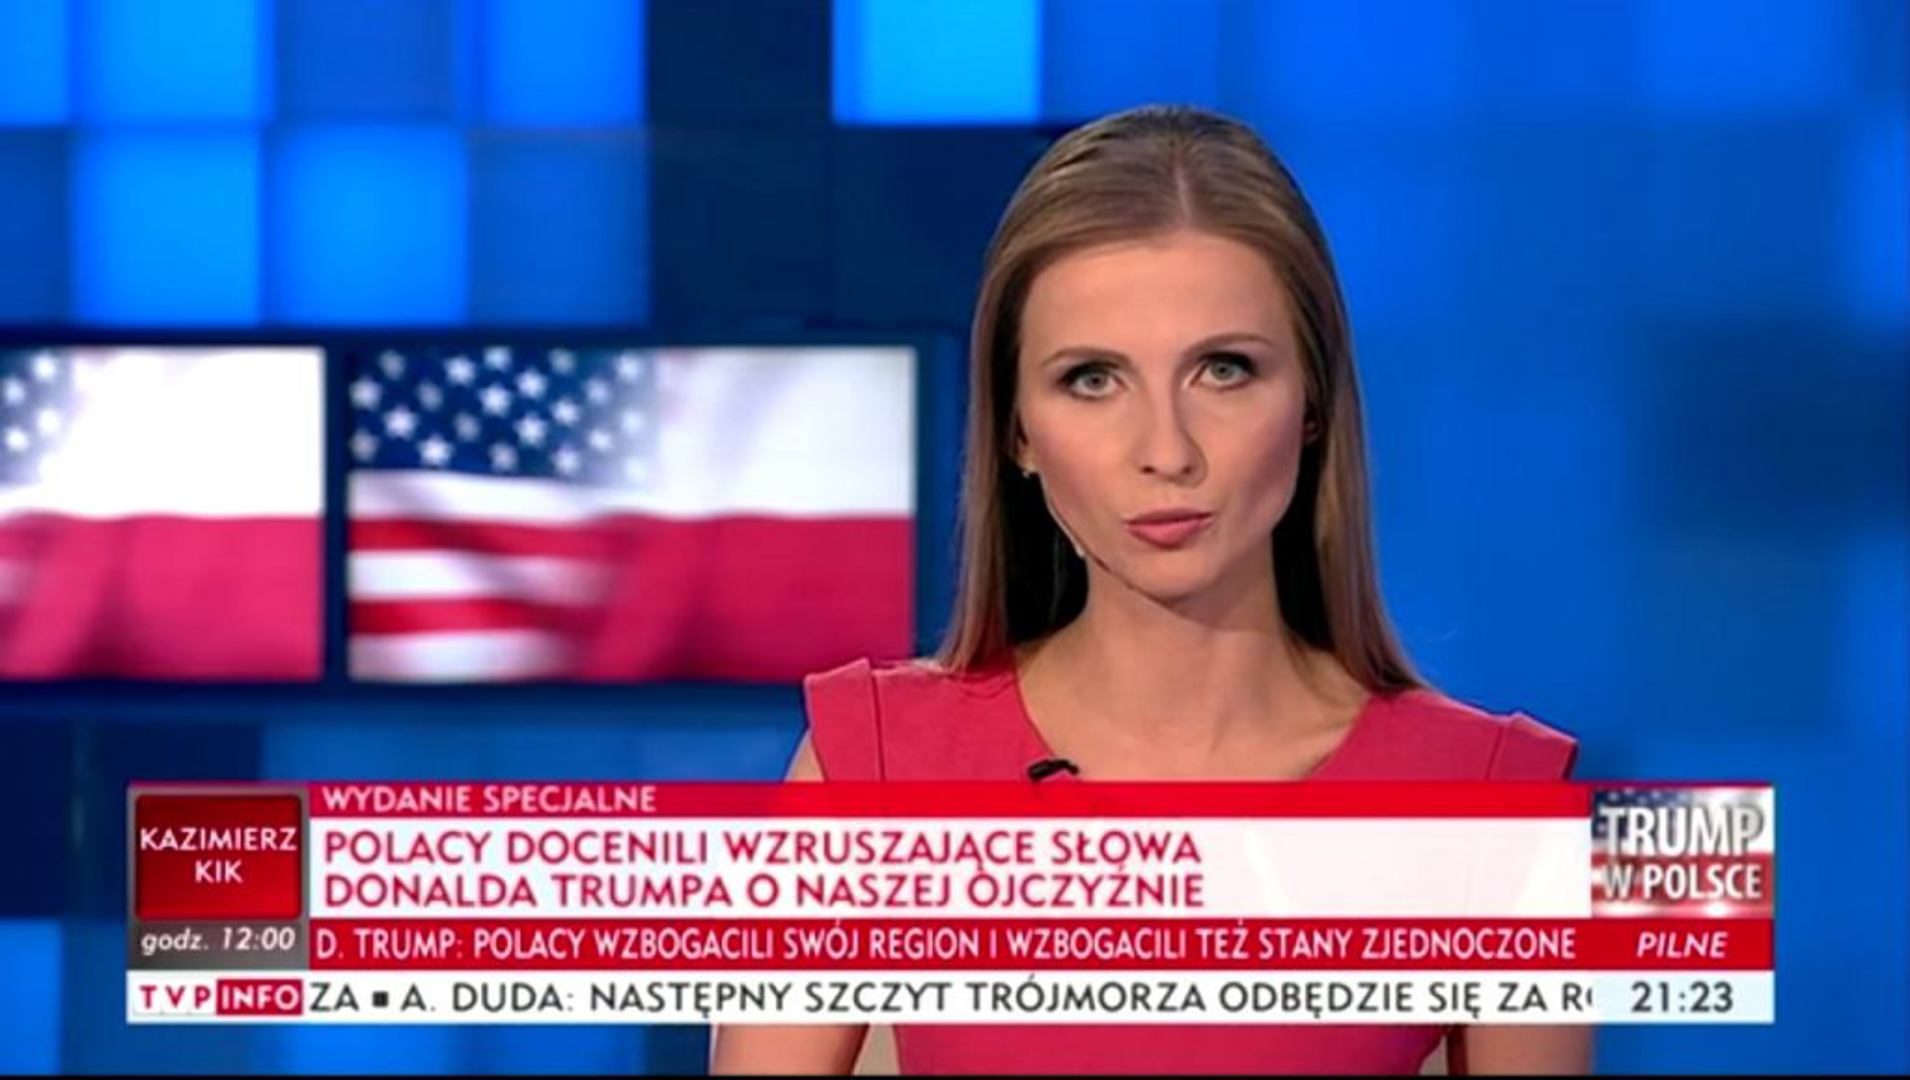 WYDANIE SPECJALNE
KAZIMIERZ
KIK
POLACY DOCENILI WZRUSZAJĄCE SŁOWA
DONALDA TRUMPA O NASZEJ OJCZYŹNIE
TRUMP
W POLSCE
godz. 12:00
D. TRUMP: POLACY WZBOGACILI SWÓJ REGION I WZBOGACILI TEŻ STANY ZJEDNOCZONE
PILNE
TVP INFO
ZA ▪ A. DUDA: NASTĘPNY SZCZYT TRÓJMORZA ODBĘDZIE SIĘ ZA
21:23